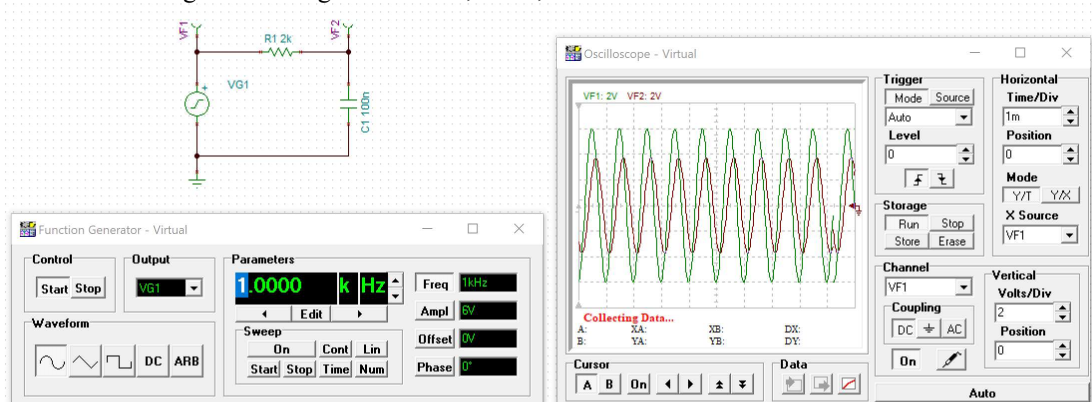 VF1
VF2
R1 2k
VG1
+
C1 100n
Function Generator - Virtual
Control
Start Stop
Output
VG1
Waveform
DC ARB
Parameters
1.0000 k Hz
Edit
Sweep
On Cont Lin
Start Stop Time Num
Freq 1kHz
Ampl 6V
Offset 0V
Phase 0°
Oscilloscope - Virtual
VF1: 2V VF2: 2V
Collecting Data...
A: XA: XB: DX:
B: YA: YB: DY:
Cursor
A B On
Data
Trigger
Mode Source
Auto
Level
0
Storage
Run Stop
Store Erase
Channel
VF1
Coupling
DC AC
On
Horizontal
Time/Div
1m
Position
0
Mode
Y/T Y/X
X Source
VF1
Vertical
Volts/Div
2
Position
0
Auto